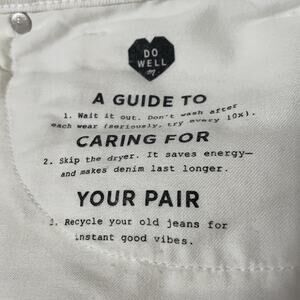 DO
WELL
A GUIDE TO
1. Wait it out. Don't wash after
each wear (seriously, try every 10x).
CARING FOR
2. Skip the dryer. It saves energy—
and makes denim last longer.
YOUR PAIR
3. Recycle your old jeans for
instant good vibes.